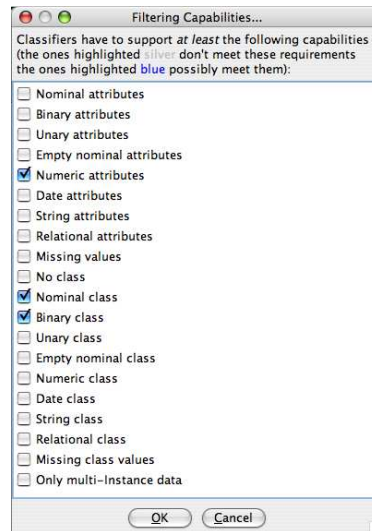 Filtering Capabilities...
Classifiers have to support at least the following capabilities
(the ones highlighted silver don't meet these requirements
the ones highlighted blue possibly meet them):
Nominal attributes
Binary attributes
Unary attributes
Empty nominal attributes
Numeric attributes
Date attributes
String attributes
Relational attributes
Missing values
No class
Nominal class
Binary class
Unary class
Empty nominal class
Numeric class
Date class
String class
Relational class
Missing class values
Only multi-Instance data
OK Cancel